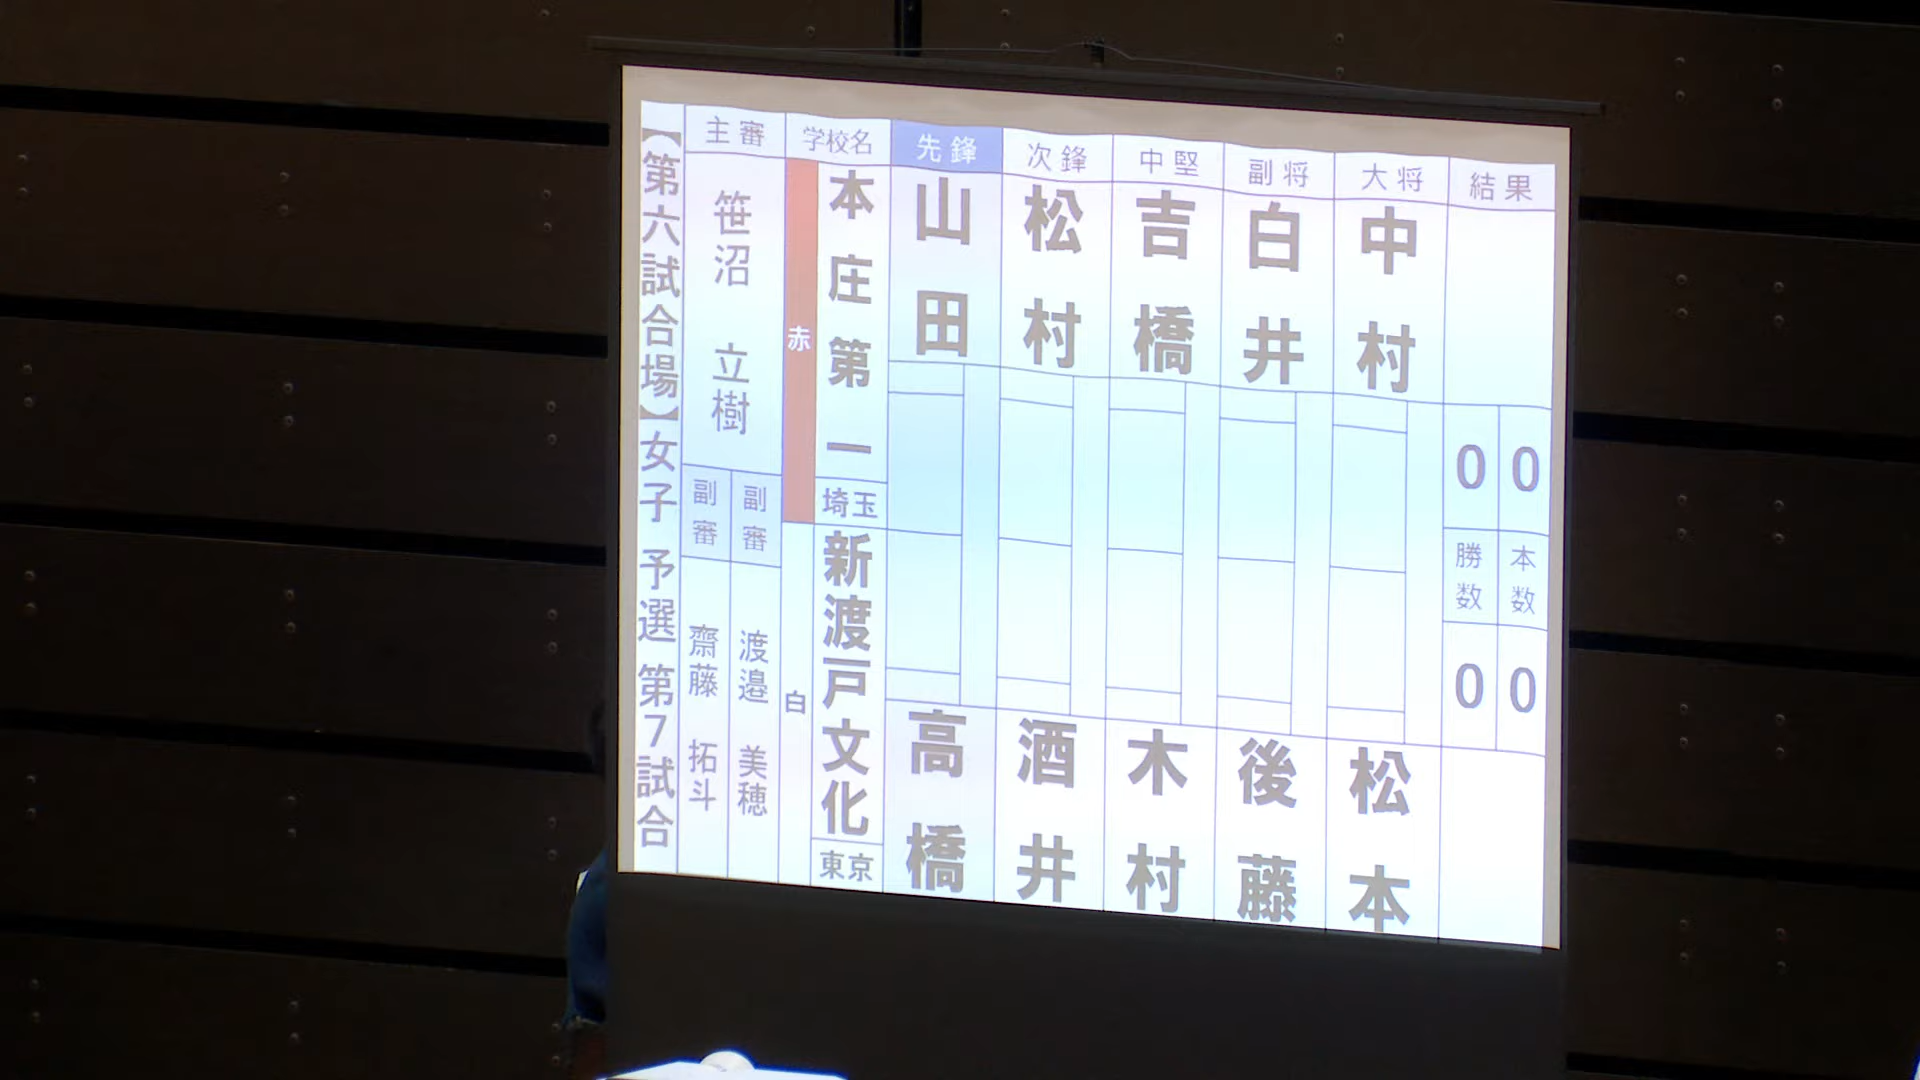 【第六試合場】女子 予選 第7試合
主審
笹沼 立樹
副審
齋藤 拓斗
副審
渡邉 美穂
学校名
赤
本庄第一
埼玉
白
新渡戸文化
東京
先鋒
山田
高橋
次鋒
松村
酒井
中堅
吉橋
木村
副将
白井
後藤
大将
中村
松本
結果
0 0
勝数 本数
0 0